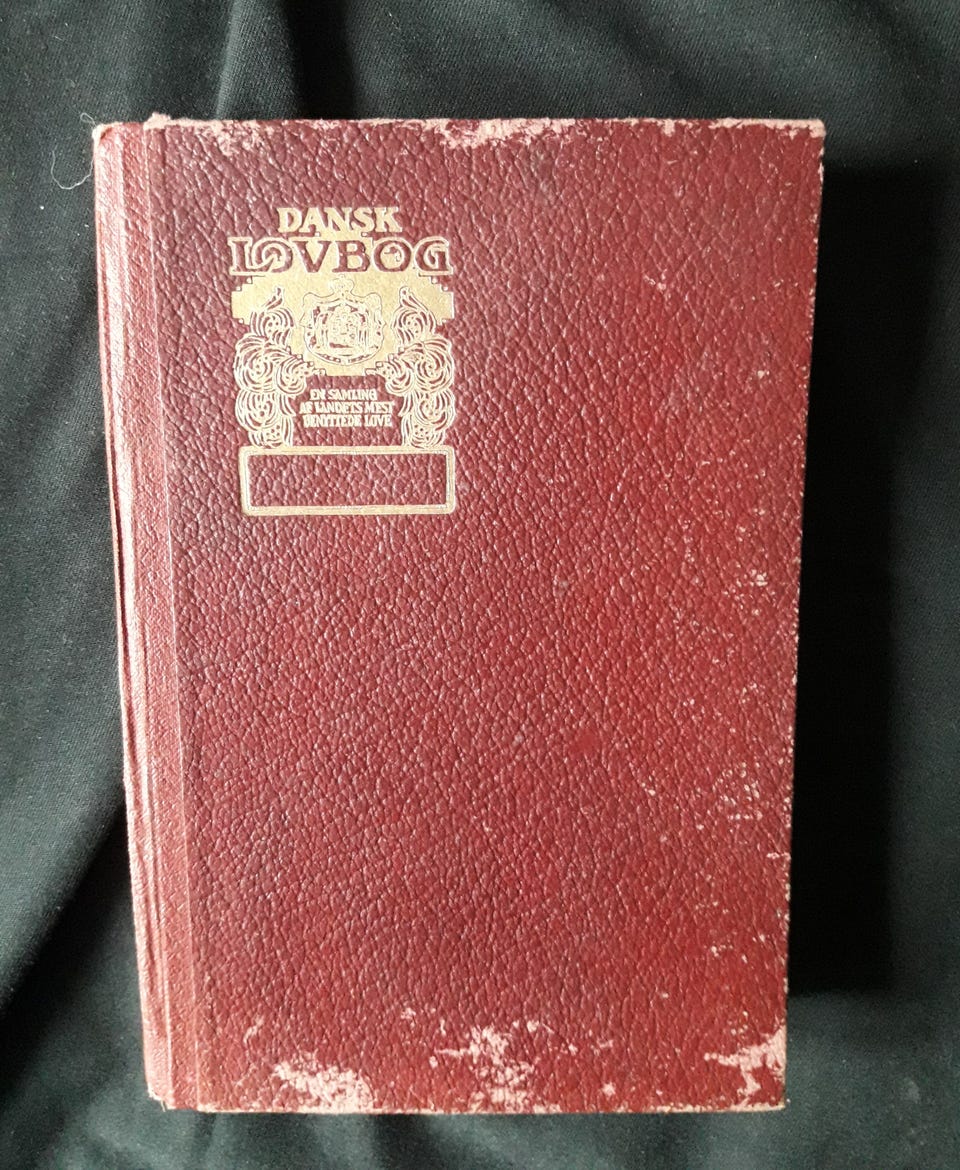 DANSK
LOVBOG
EN SAMLING
AF LANDETS MEST
BENYTTEDE LOVE